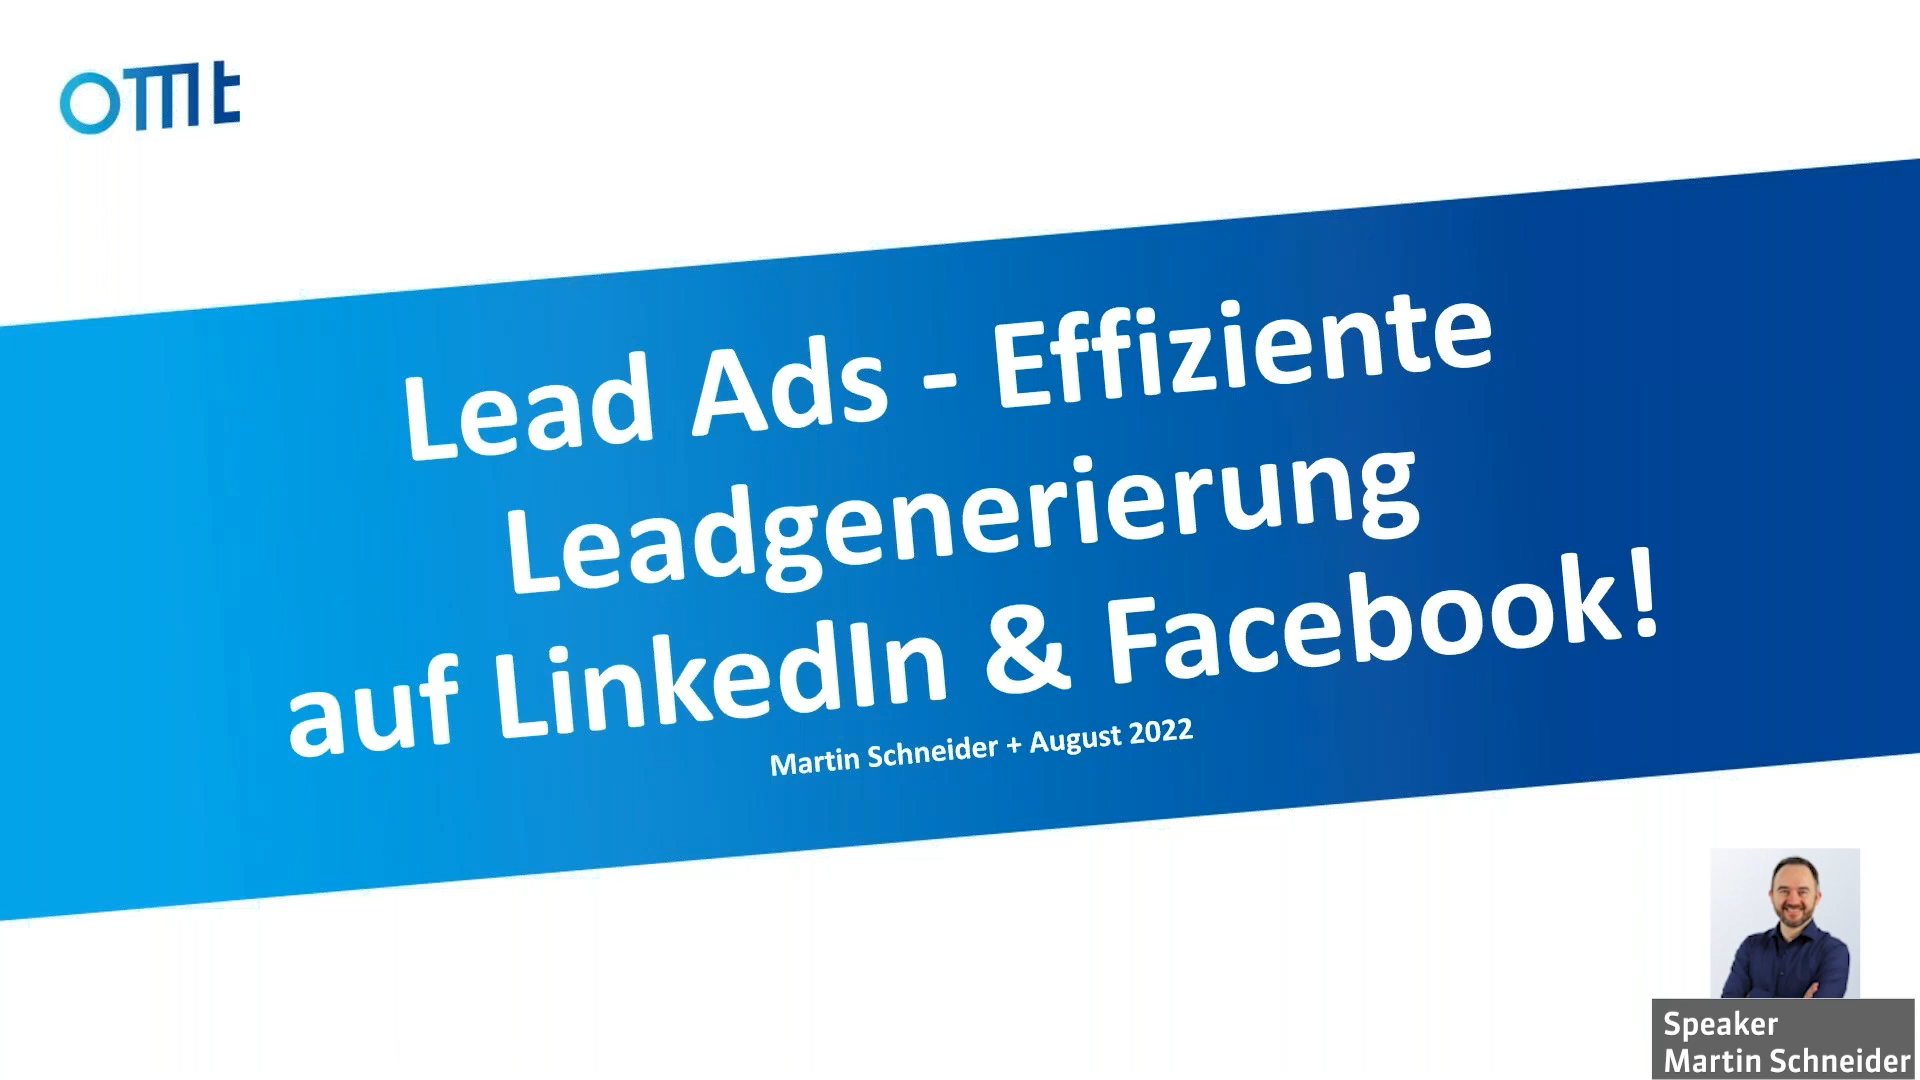 omt
Lead Ads - Effiziente
Leadgenerierung
auf LinkedIn & Facebook!
Martin Schneider + August 2022
Speaker
Martin Schneider